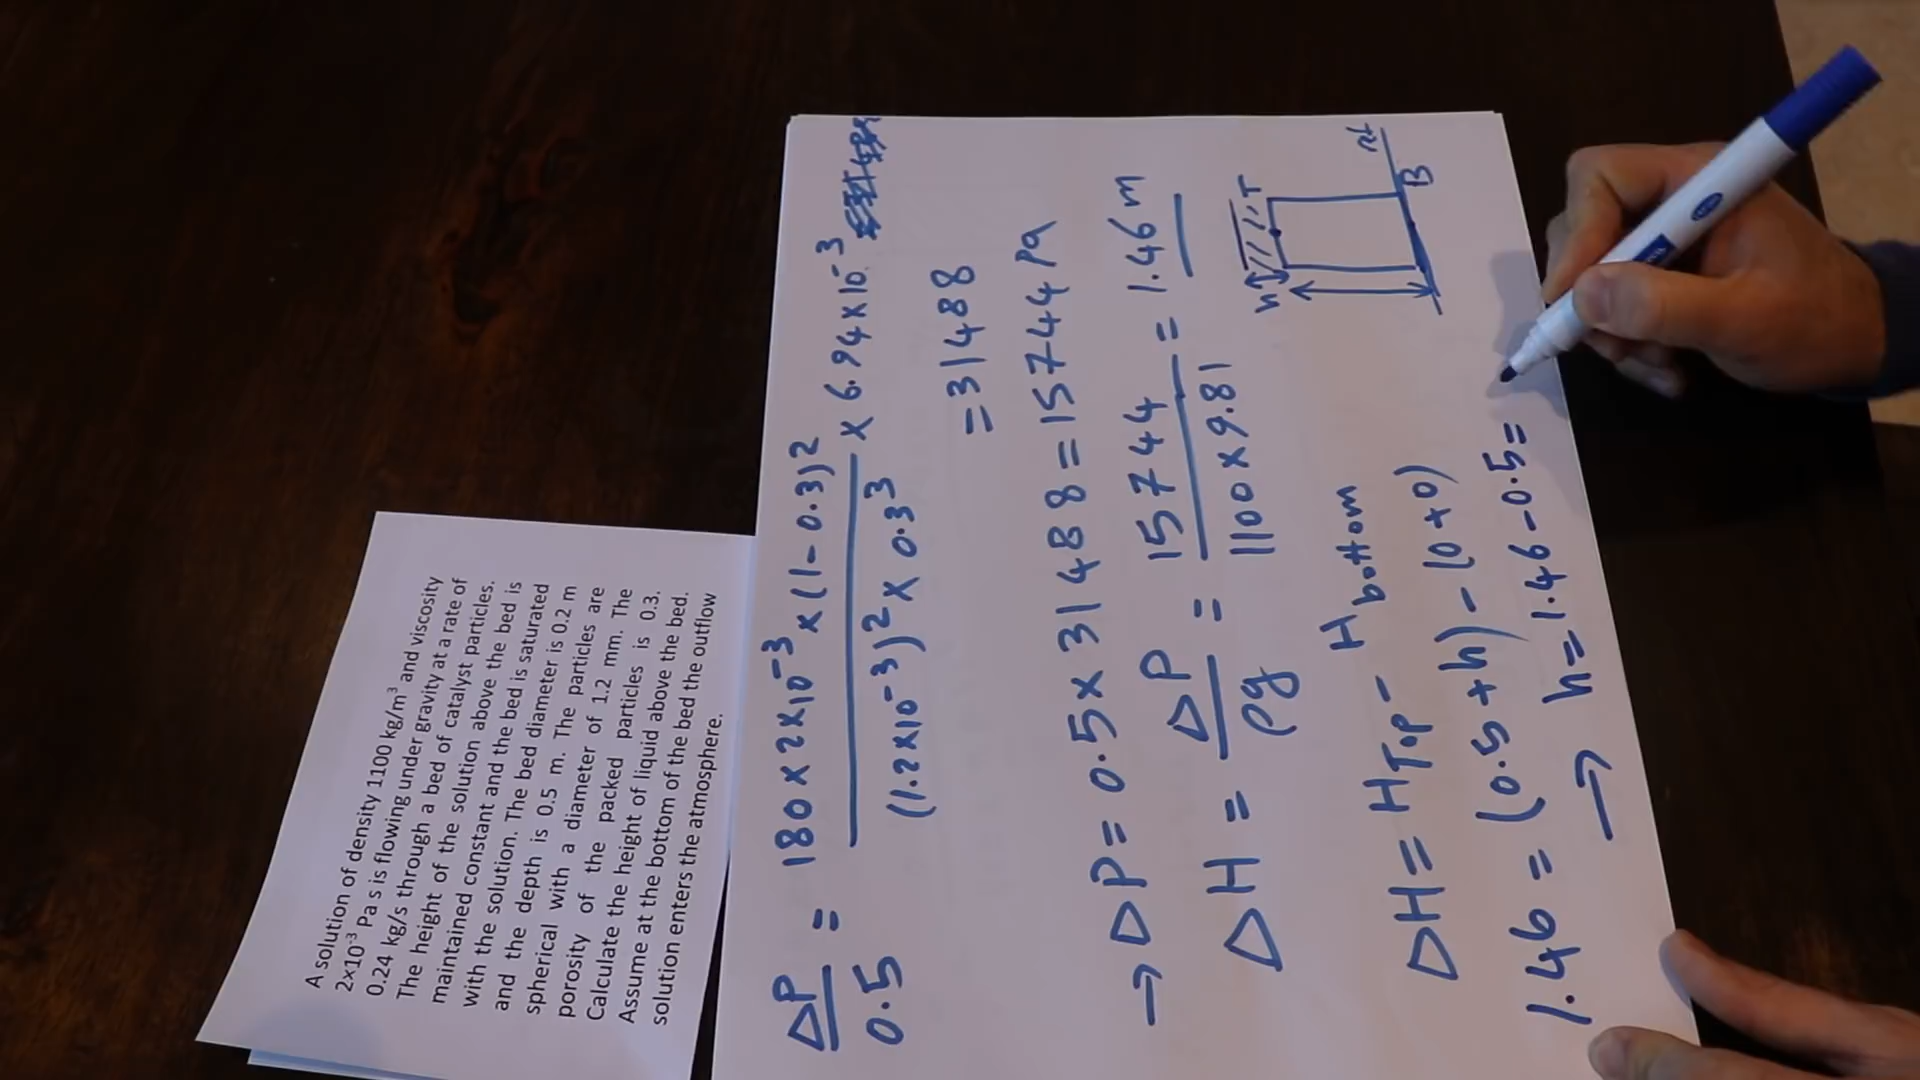 A solution of density 1100 kg/m³ and viscosity
2×10⁻³ Pa s is flowing under gravity at a rate of
0.24 kg/s through a bed of catalyst particles.
The height of the solution above the bed is
maintained constant and the bed is saturated
with the solution. The bed diameter is 0.2 m
and the depth is 0.5 m. The particles are
spherical with a diameter of 1.2 mm. The
porosity of the packed particles is 0.3.
Calculate the height of liquid above the bed.
Assume at the bottom of the bed the outflow
solution enters the atmosphere.
ΔP/0.5 = 180×2×10⁻³×(1-0.3)²/(1.2×10⁻³)²×0.3³ × 6.94×10⁻³
=31488
→ΔP=0.5×31488=15744 Pa
ΔH = ΔP/ρg = 15744/1100×9.81 = 1.46 m
h T
B
ΔH = H Top - H bottom
1.46 = (0.5+h)-(0+0)
→ h=1.46-0.5=